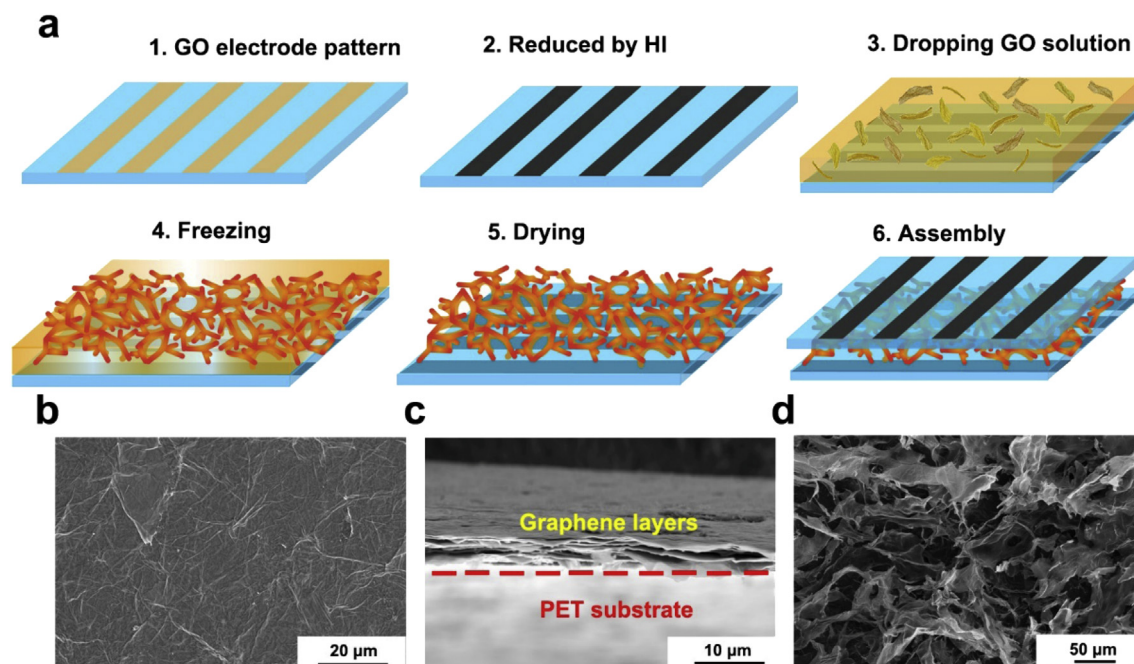 a
1. GO electrode pattern
2. Reduced by HI
3. Dropping GO solution
4. Freezing
5. Drying
6. Assembly
b
c
d
20 µm
Graphene layers
PET substrate
10 µm
50 µm